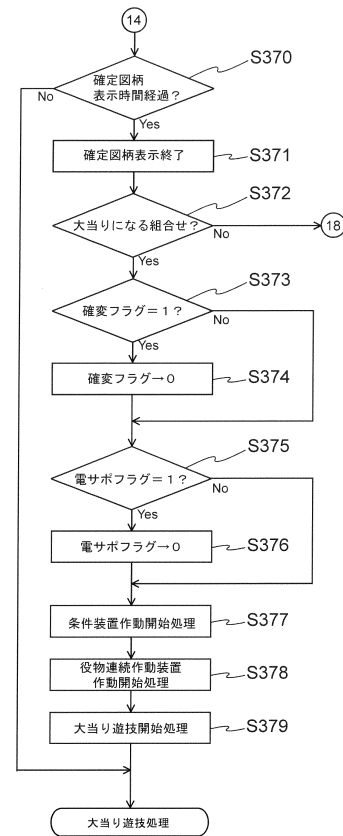 14
確定図柄
表示時間経過？
S370
No
Yes
確定図柄表示終了
S371
大当りになる組合せ？
S372
No
18
Yes
確変フラグ＝１？
S373
No
Yes
確変フラグ→０
S374
電サポフラグ＝１？
S375
No
Yes
電サポフラグ→０
S376
条件装置作動開始処理
S377
役物連続作動装置
作動開始処理
S378
大当り遊技開始処理
S379
大当り遊技処理